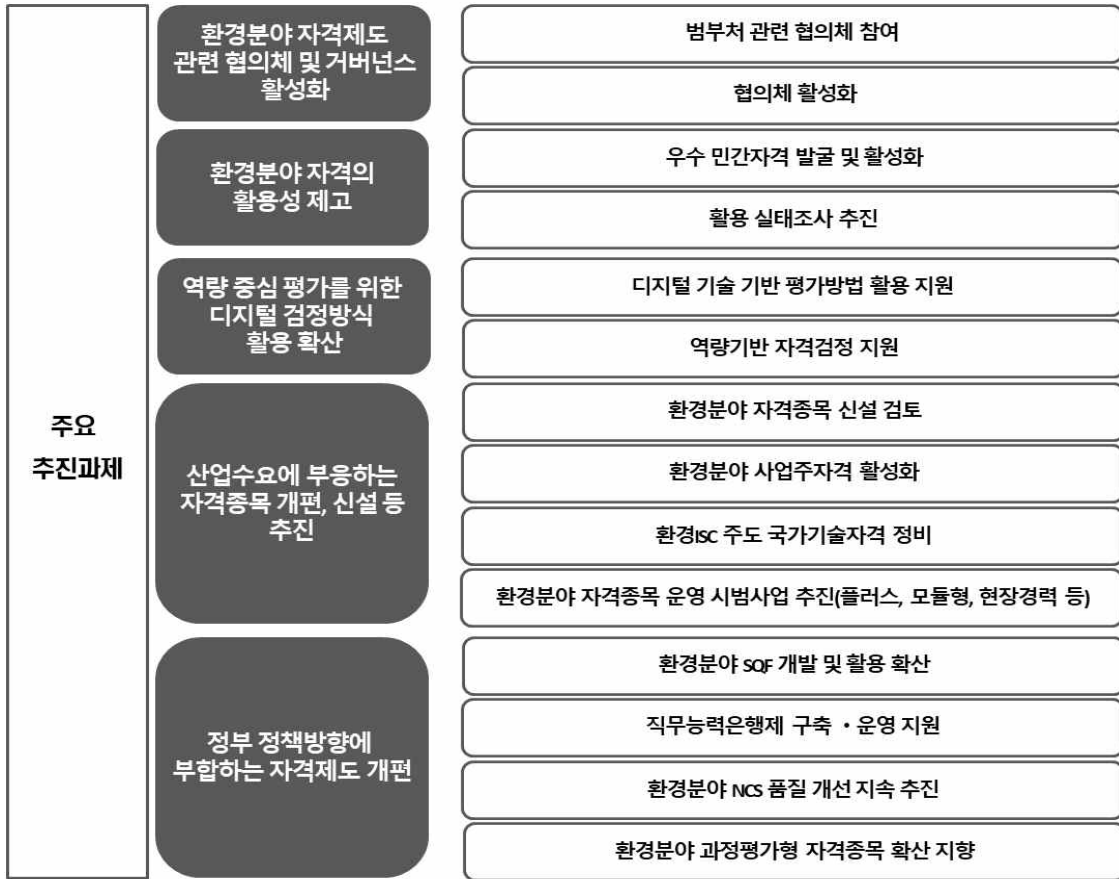 주요
추진과제
환경분야 자격제도
관련 협의체 및 거버넌스
활성화
범부처 관련 협의체 참여
협의체 활성화
환경분야 자격의
활용성 제고
우수 민간자격 발굴 및 활성화
활용 실태조사 추진
역량 중심 평가를 위한
디지털 검정방식
활용 확산
디지털 기술 기반 평가방법 활용 지원
역량기반 자격검정 지원
산업수요에 부응하는
자격종목 개편, 신설 등
추진
환경분야 자격종목 신설 검토
환경분야 사업주자격 활성화
환경ISC 주도 국가기술자격 정비
환경분야 자격종목 운영 시범사업 추진(플러스, 모듈형, 현장경력 등)
정부 정책방향에
부합하는 자격제도 개편
환경분야 SQF 개발 및 활용 확산
직무능력은행제 구축 ・운영 지원
환경분야 NCS 품질 개선 지속 추진
환경분야 과정평가형 자격종목 확산 지향